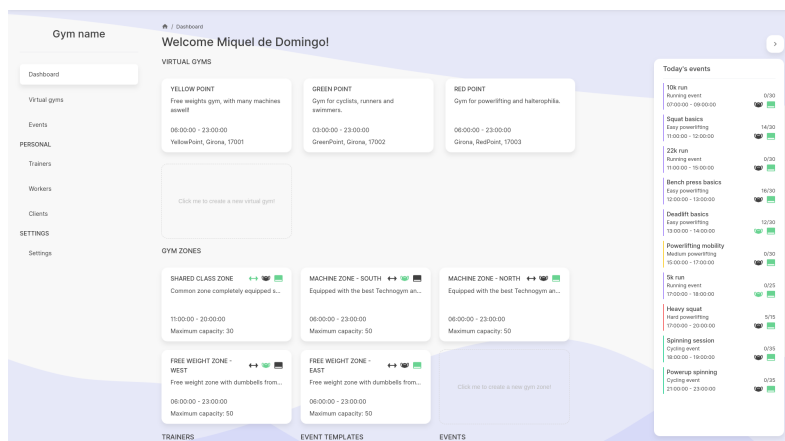 Gym name
Dashboard
Virtual gyms
Events
PERSONAL
Trainers
Workers
Clients
SETTINGS
Settings
/ Dashboard
Welcome Miquel de Domingo!
VIRTUAL GYMS
YELLOW POINT
Free weights gym, with many machines
aswell!
06:00:00 - 23:00:00
YellowPoint, Girona, 17001
GREEN POINT
Gym for cyclists, runners and
swimmers.
03:00:00 - 23:00:00
GreenPoint, Girona, 17002
RED POINT
Gym for powerlifting and halterophilia.
06:00:00 - 23:00:00
Girona, RedPoint, 17003
Click me to create a new virtual gym!
GYM ZONES
SHARED CLASS ZONE
Common zone completely equipped s...
11:00:00 - 20:00:00
Maximum capacity: 30
MACHINE ZONE - SOUTH
Equipped with the best Technogym an...
06:00:00 - 23:00:00
Maximum capacity: 50
MACHINE ZONE - NORTH
Equipped with the best Technogym an...
06:00:00 - 23:00:00
Maximum capacity: 50
FREE WEIGHT ZONE -
WEST
Free weight zone with dumbbells from...
06:00:00 - 23:00:00
Maximum capacity: 50
FREE WEIGHT ZONE -
EAST
Free weight zone with dumbbells from...
06:00:00 - 23:00:00
Maximum capacity: 50
Click me to create a new gym zone!
TRAINERS
EVENT TEMPLATES
EVENTS
Today's events
10k run
Running event 0/30
07:00:00 - 09:00:00
Squat basics
Easy powerlifting 14/30
11:00:00 - 12:00:00
22k run
Running event 0/30
11:00:00 - 15:00:00
Bench press basics
Easy powerlifting 16/30
12:00:00 - 13:00:00
Deadlift basics
Easy powerlifting 12/30
13:00:00 - 14:00:00
Powerlifting mobility
Medium powerlifting 0/30
15:00:00 - 17:00:00
5k run
Running event 0/25
17:00:00 - 18:00:00
Heavy squat
Hard powerlifting 5/15
17:00:00 - 20:00:00
Spinning session
Cycling event 0/35
18:00:00 - 19:00:00
Powerup spinning
Cycling event 0/35
21:00:00 - 23:00:00